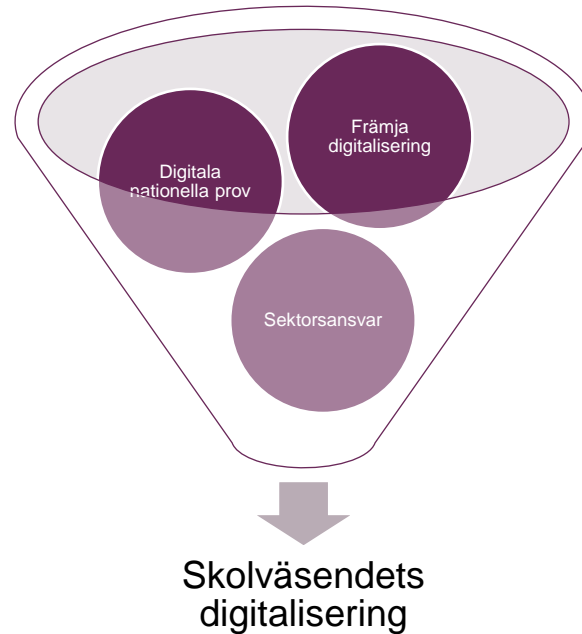 Främja
digitalisering
Digitala
nationella prov
Sektorsansvar
Skolväsendets
digitalisering